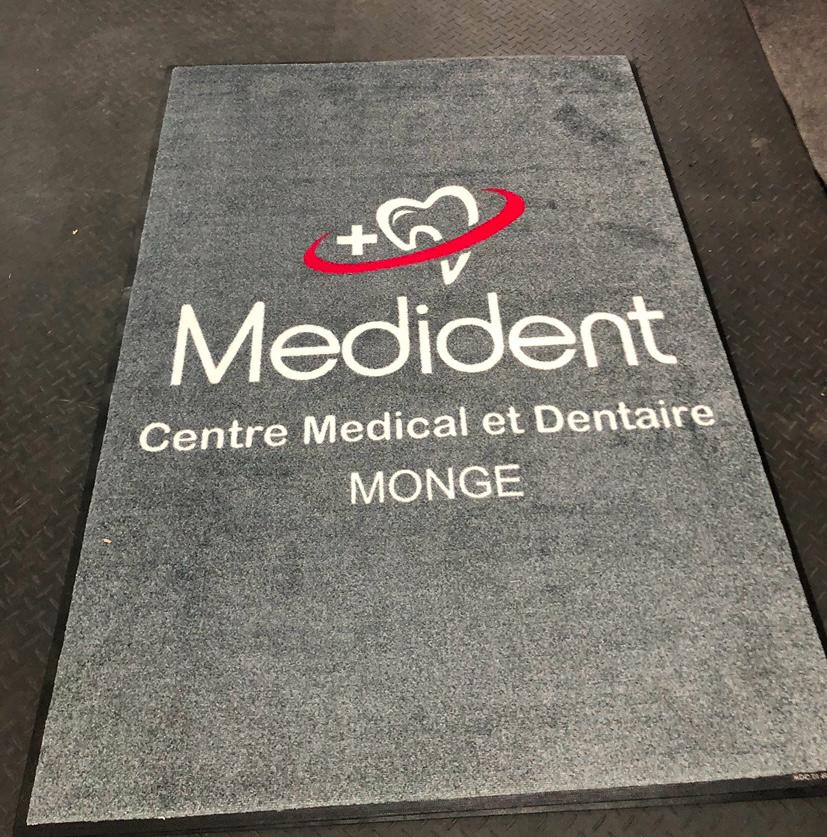 Medident
Centre Medical et Dentaire
MONGE